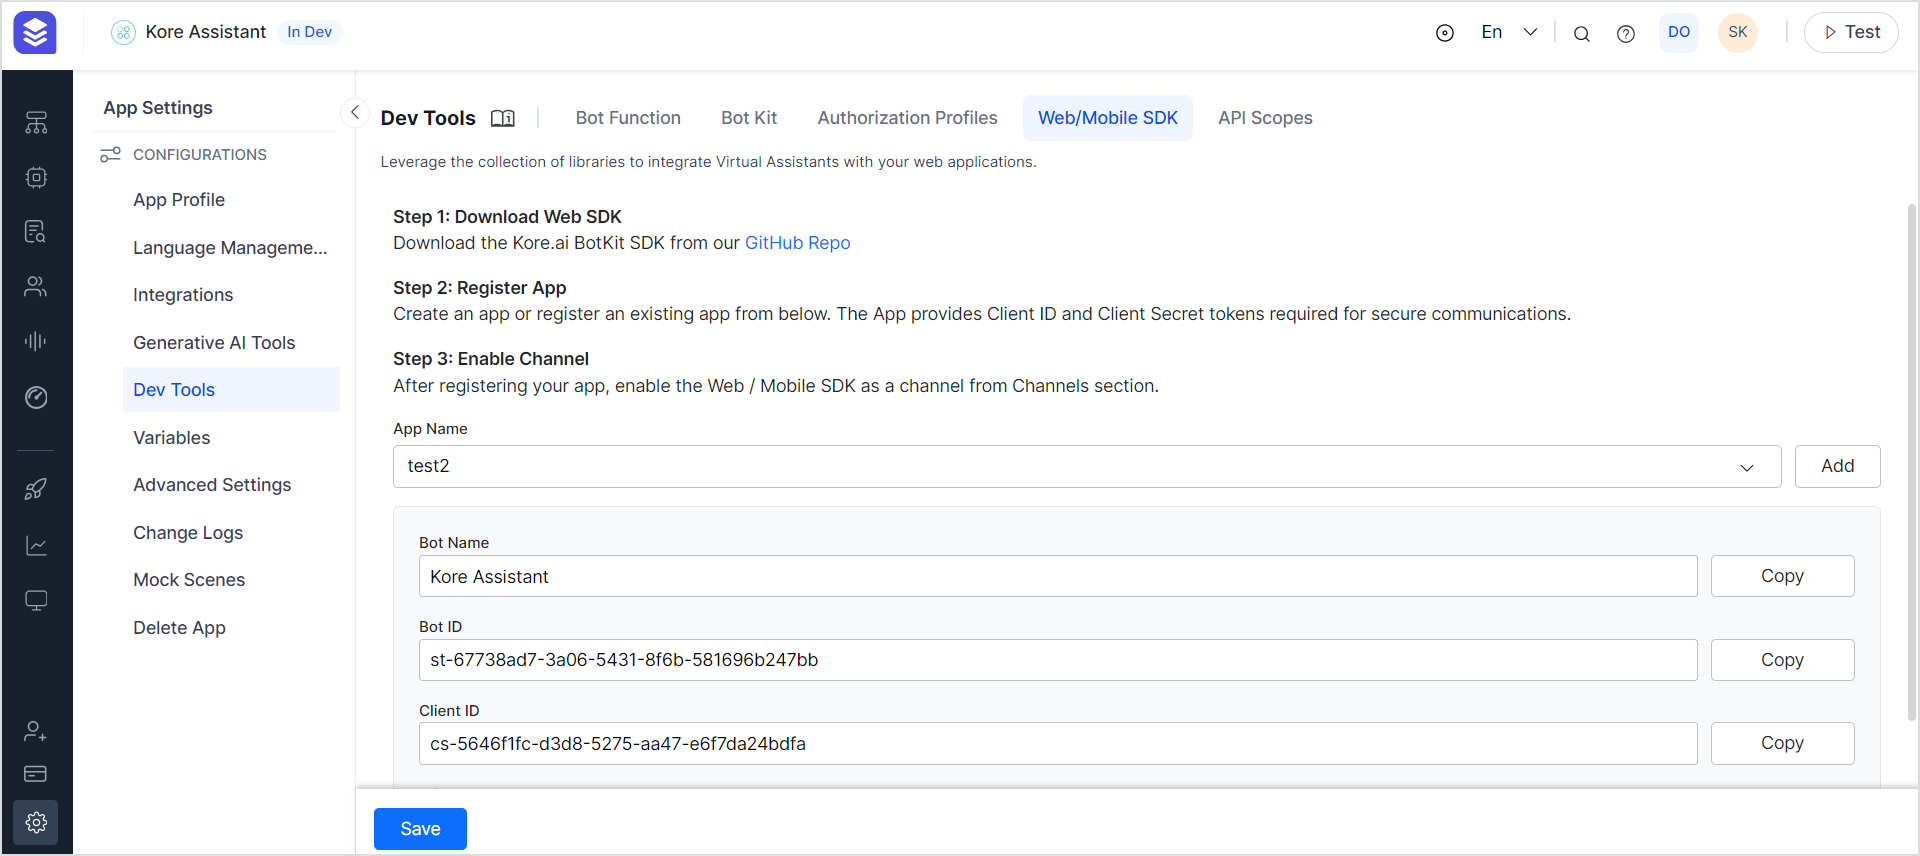 Kore Assistant In Dev En DO SK Test
App Settings
CONFIGURATIONS
App Profile
Language Manageme...
Integrations
Generative AI Tools
Dev Tools
Variables
Advanced Settings
Change Logs
Mock Scenes
Delete App
Dev Tools Bot Function Bot Kit Authorization Profiles Web/Mobile SDK API Scopes
Leverage the collection of libraries to integrate Virtual Assistants with your web applications.
Step 1: Download Web SDK
Download the Kore.ai BotKit SDK from our GitHub Repo
Step 2: Register App
Create an app or register an existing app from below. The App provides Client ID and Client Secret tokens required for secure communications.
Step 3: Enable Channel
After registering your app, enable the Web / Mobile SDK as a channel from Channels section.
App Name
test2 Add
Bot Name
Kore Assistant Copy
Bot ID
st-67738ad7-3a06-5431-8f6b-581696b247bb Copy
Client ID
cs-5646f1fc-d3d8-5275-aa47-e6f7da24bdfa Copy
Save